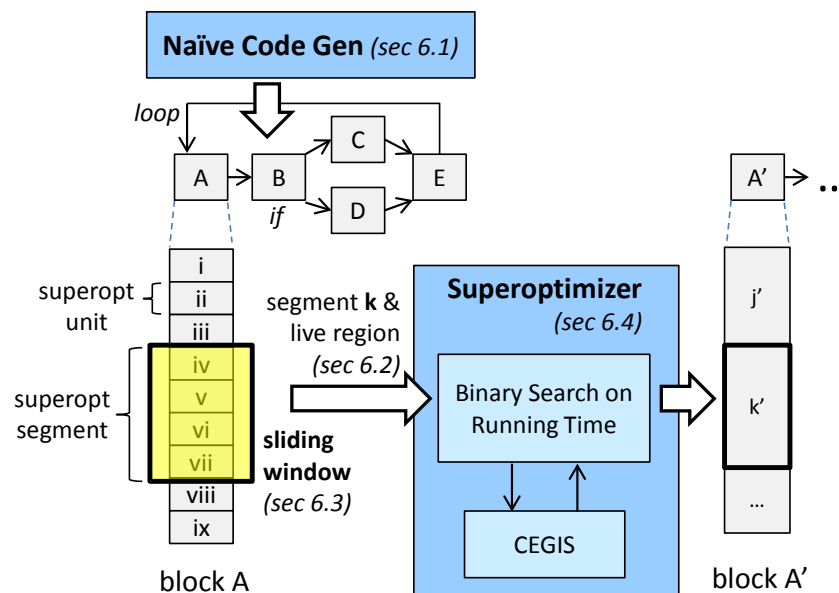 Naïve Code Gen (sec 6.1)
loop
A
B
C
D
E
if
A'
..
i
ii
iii
iv
v
vi
vii
viii
ix
superopt
unit
superopt
segment
block A
segment k &
live region
(sec 6.2)
sliding
window
(sec 6.3)
Superoptimizer
(sec 6.4)
Binary Search on
Running Time
CEGIS
j'
k'
...
block A'